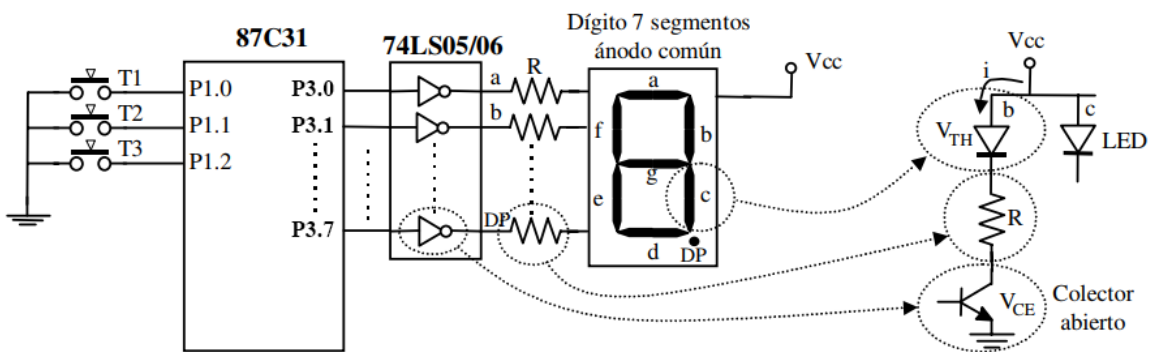 Dígito 7 segmentos
ánodo común
87C31
74LS05/06
Vcc
Vcc
T1
P1.0
P3.0
a
R
a
i
b
c
T2
P1.1
P3.1
b
f
b
V_TH
LED
T3
P1.2
g
e
c
R
P3.7
DP
d
DP
V_CE
Colector
abierto